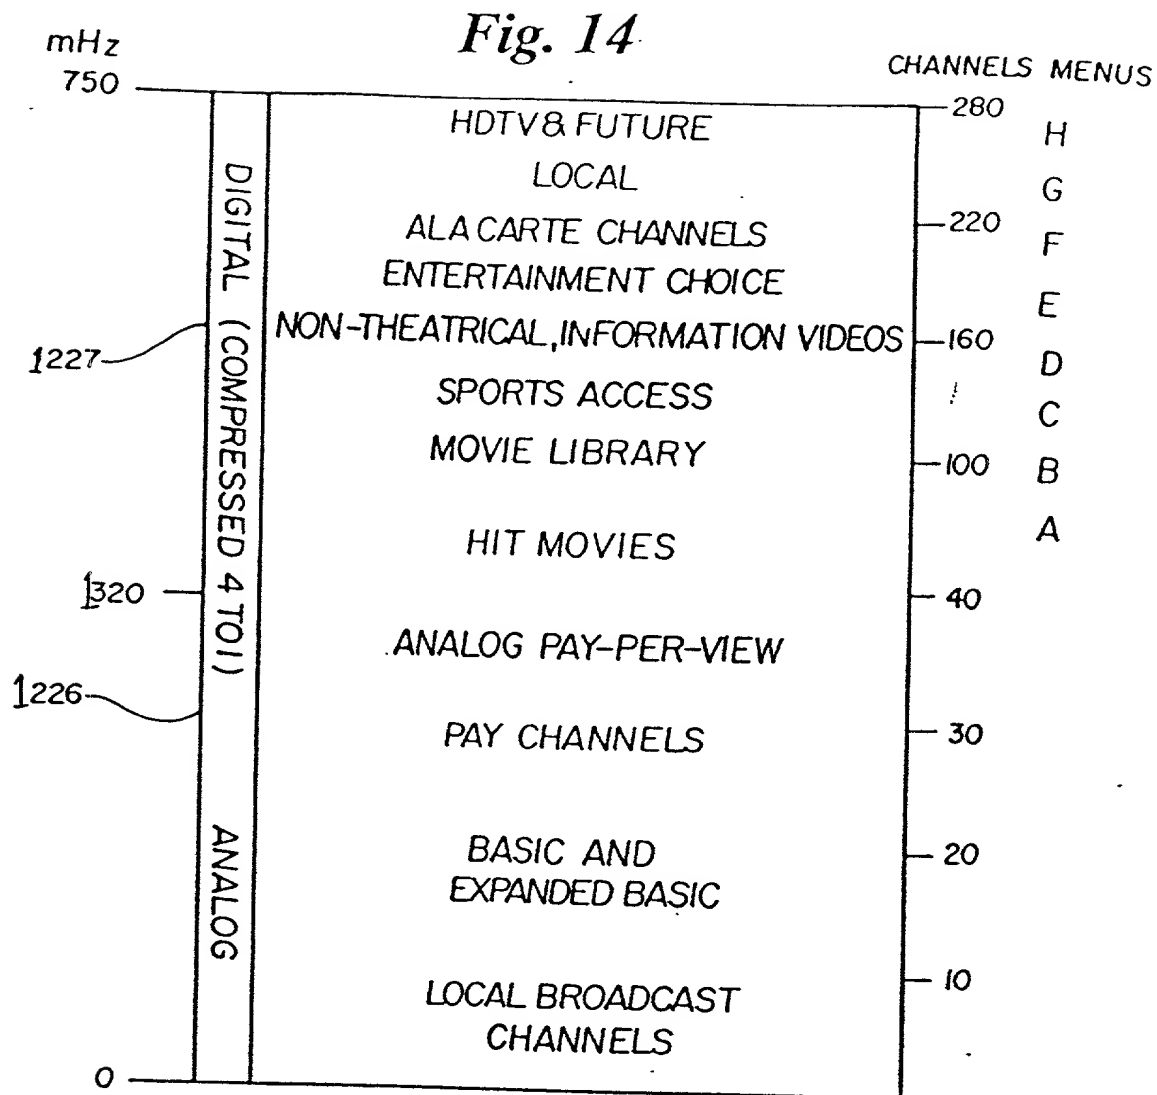 Fig. 14
mHz
CHANNELS MENUS
750
280
HDTV & FUTURE
H
LOCAL
G
220
ALA CARTE CHANNELS
F
ENTERTAINMENT CHOICE
E
NON-THEATRICAL, INFORMATION VIDEOS
160
1227
D
SPORTS ACCESS
C
MOVIE LIBRARY
100
B
A
HIT MOVIES
DIGITAL (COMPRESSED 4 TO 1)
1320
40
ANALOG PAY-PER-VIEW
1226
PAY CHANNELS
30
BASIC AND
20
EXPANDED BASIC
ANALOG
10
LOCAL BROADCAST
CHANNELS
0